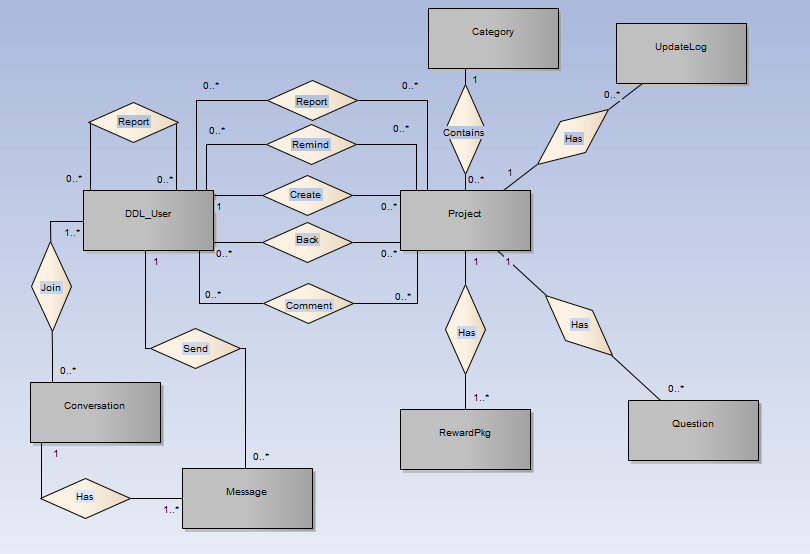 Category
UpdateLog
1
0..*
0..*
Report
0..*
0..*
Report
Contains
Has
0..*
Remind
0..*
1
0..*
0..*
0..*
Create
1
0..*
DDL_User
Project
1..*
Back
0..*
0..*
1
1
1
Join
0..*
Comment
0..*
Has
Has
Send
0..*
1..*
0..*
Conversation
RewardPkg
Question
1
0..*
Has
1..*
Message